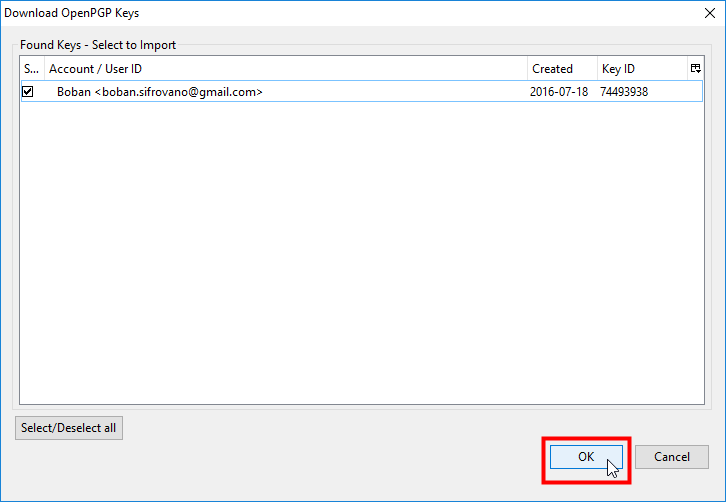 Download OpenPGP Keys
Found Keys - Select to Import
S... Account / User ID Created Key ID
Boban <boban.sifrovano@gmail.com> 2016-07-18 74493938
Select/Deselect all
OK Cancel